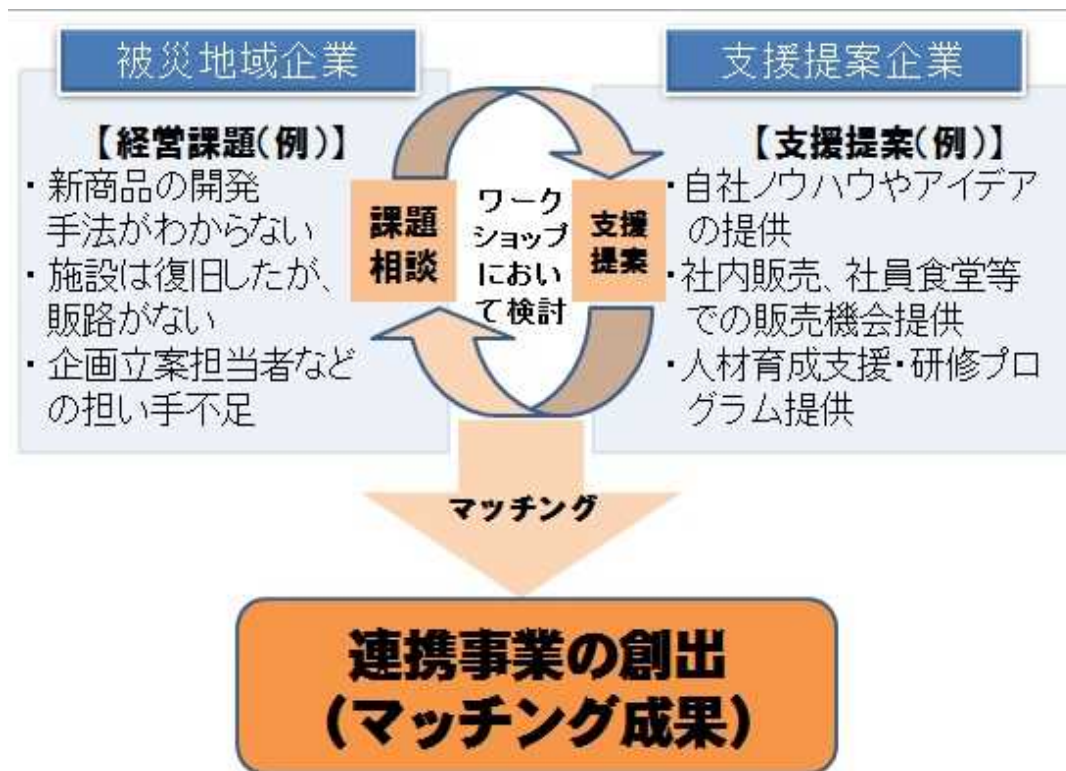 被災地域企業
【経営課題(例)】
・新商品の開発
手法がわからない
・施設は復旧したが、
販路がない
・企画立案担当者など
の担い手不足
課題
相談
ワーク
ショップ
におい
て検討
支援
提案
支援提案企業
【支援提案(例)】
・自社ノウハウやアイデア
の提供
・社内販売、社員食堂等
での販売機会提供
・人材育成支援・研修プロ
グラム提供
マッチング
連携事業の創出
(マッチング成果)